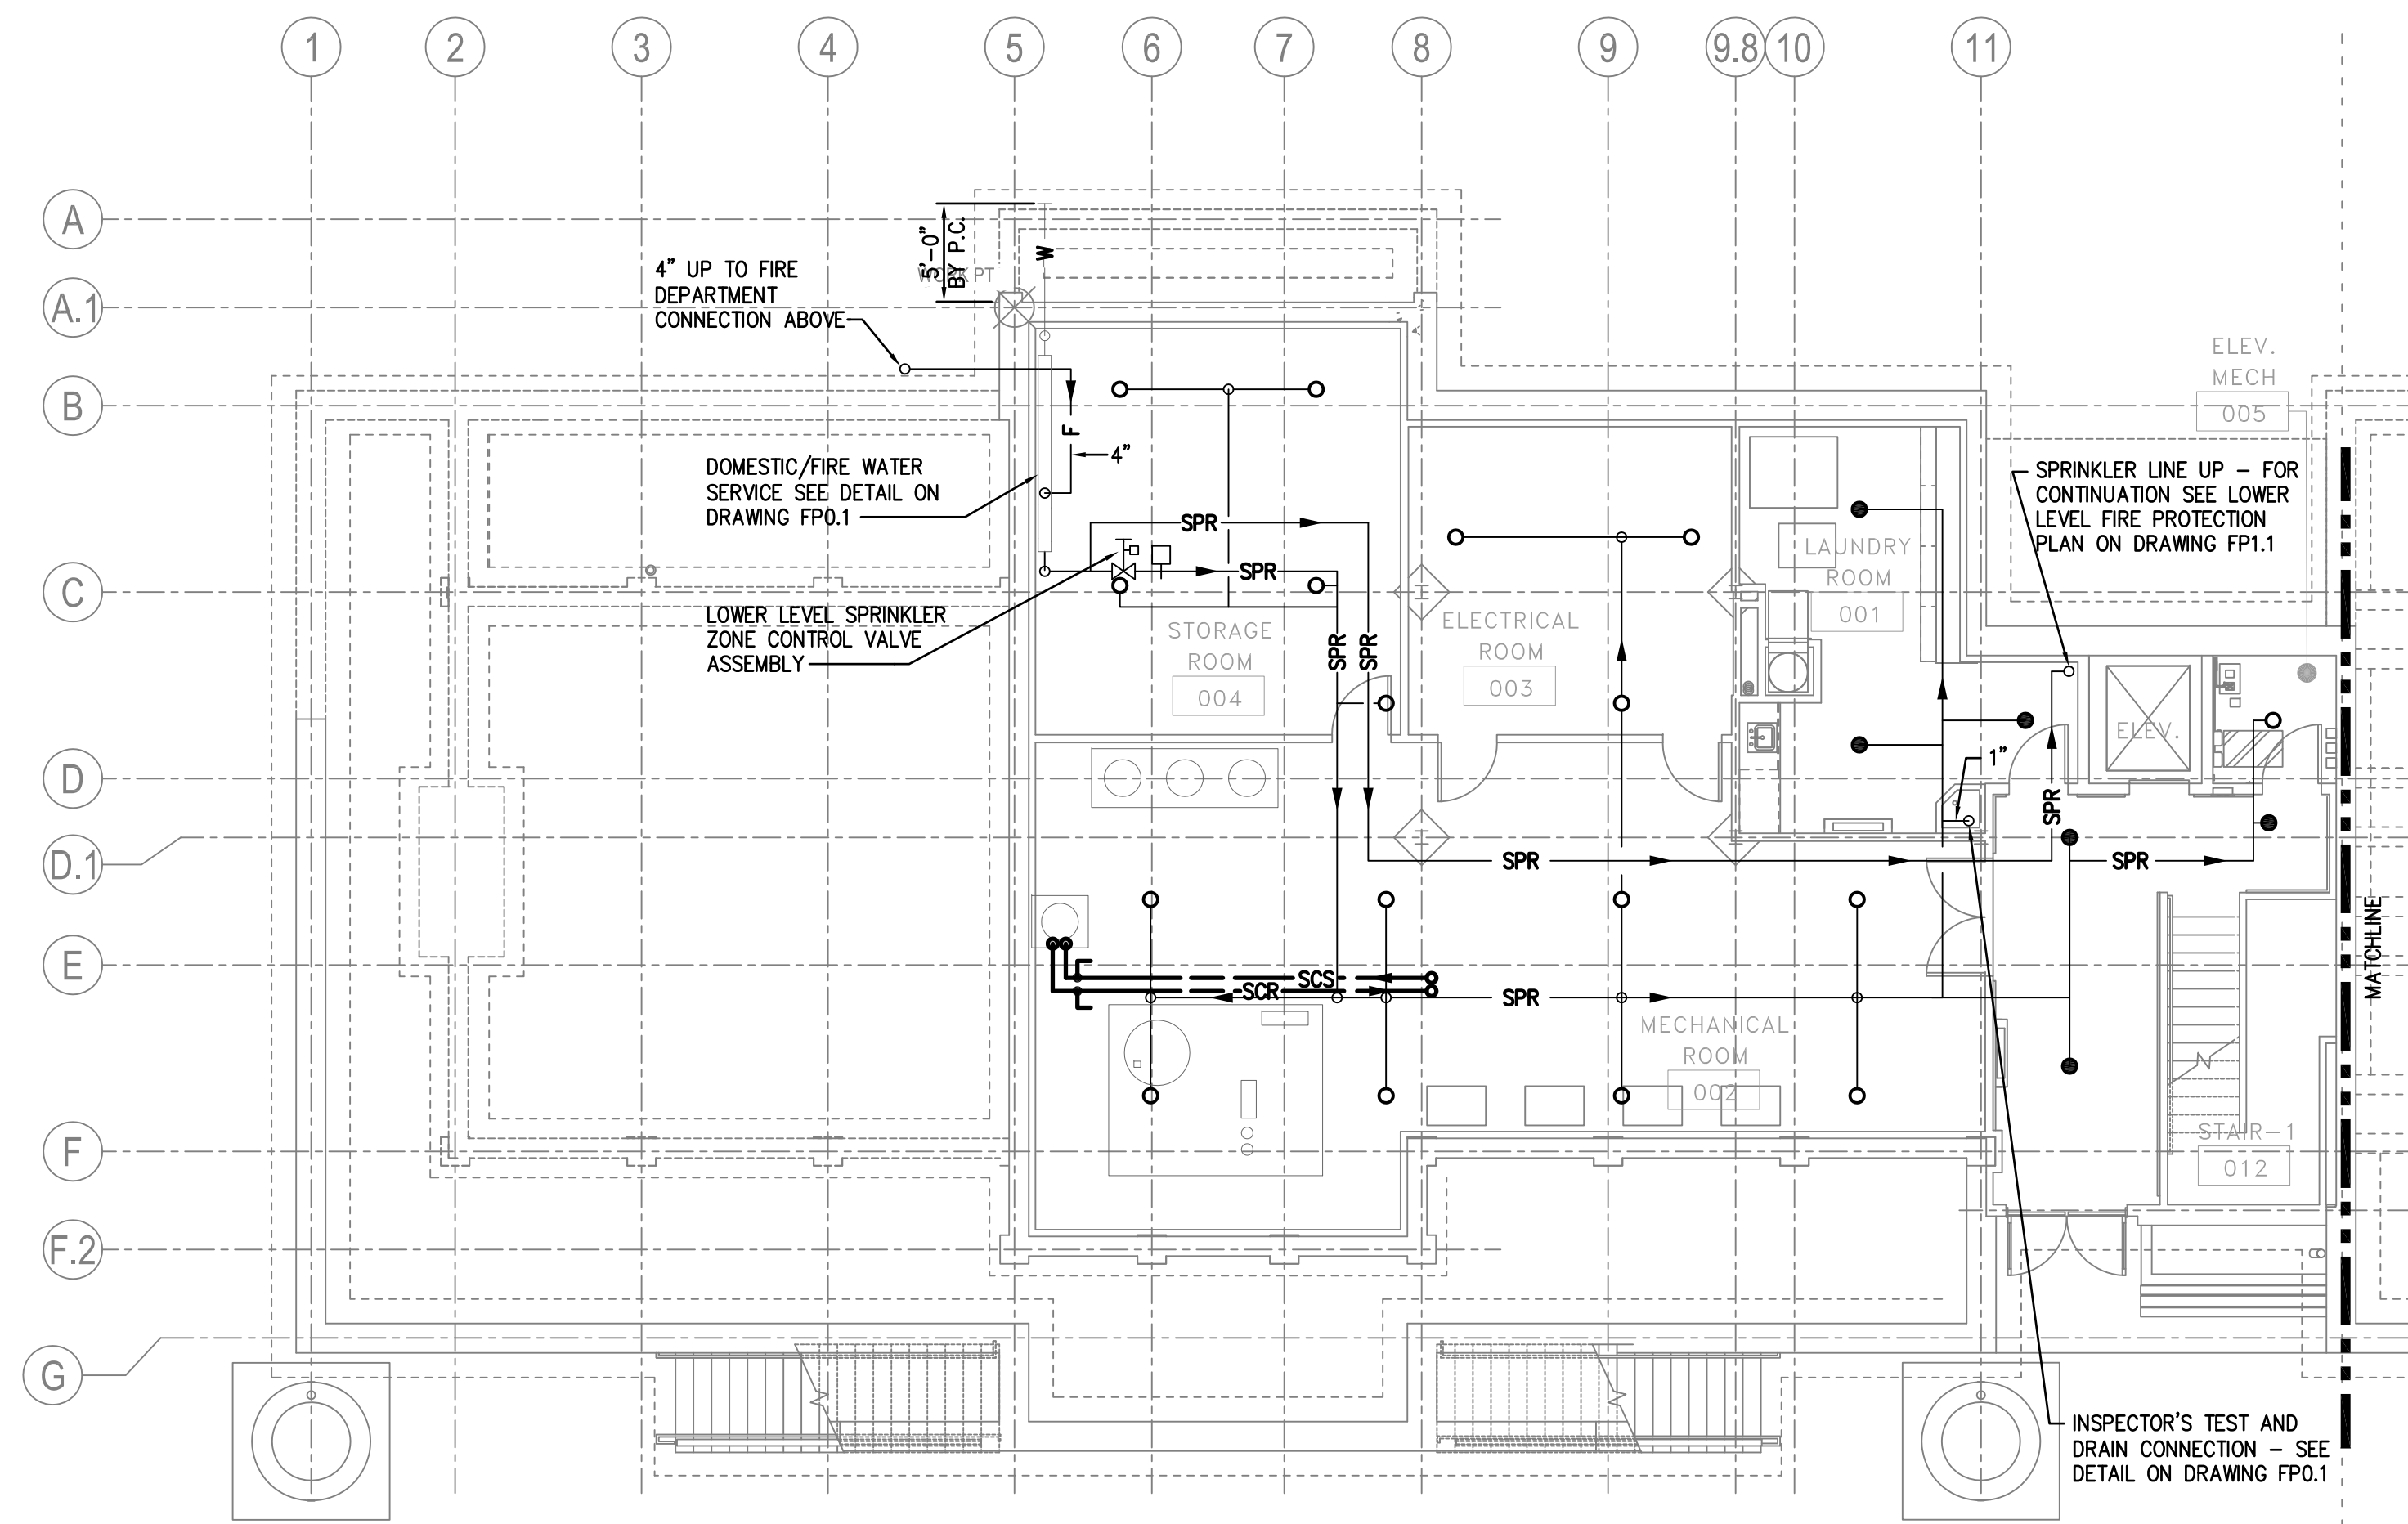 1
2
3
4
5
6
7
8
9
9.8
10
11
A
A.1
B
C
D
D.1
E
F
F.2
G
5'-0"
BY P.C.
W
WORK PT
4" UP TO FIRE
DEPARTMENT
CONNECTION ABOVE
F
4"
DOMESTIC/FIRE WATER
SERVICE SEE DETAIL ON
DRAWING FP0.1
LOWER LEVEL SPRINKLER
ZONE CONTROL VALVE
ASSEMBLY
SPR
SPR
SPR
SPR
STORAGE
ROOM
004
ELECTRICAL
ROOM
003
LAUNDRY
ROOM
001
ELEV.
MECH
005
SPRINKLER LINE UP – FOR
CONTINUATION SEE LOWER
LEVEL FIRE PROTECTION
PLAN ON DRAWING FP1.1
ELEV.
1"
SPR
SPR
SPR
MATCHLINE
SCS
SCR
SPR
MECHANICAL
ROOM
002
STAIR-1
012
INSPECTOR'S TEST AND
DRAIN CONNECTION – SEE
DETAIL ON DRAWING FP0.1